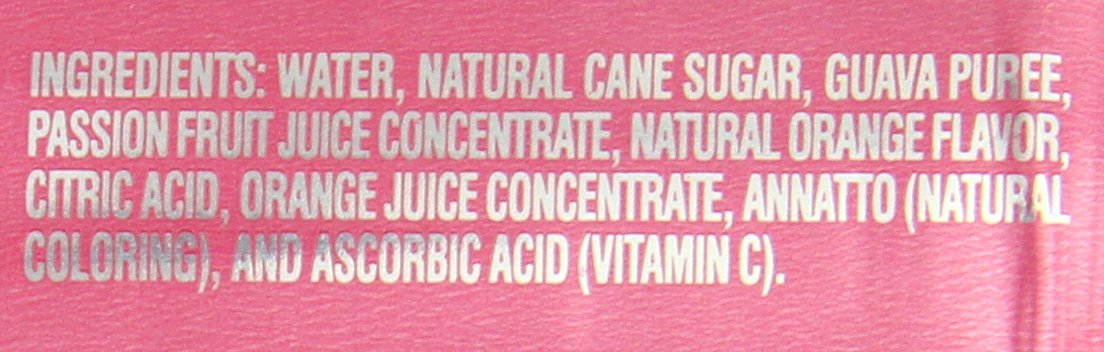 INGREDIENTS: WATER, NATURAL CANE SUGAR, GUAVA PUREE,
PASSION FRUIT JUICE CONCENTRATE, NATURAL ORANGE FLAVOR,
CITRIC ACID, ORANGE JUICE CONCENTRATE, ANNATTO (NATURAL
COLORING), AND ASCORBIC ACID (VITAMIN C).